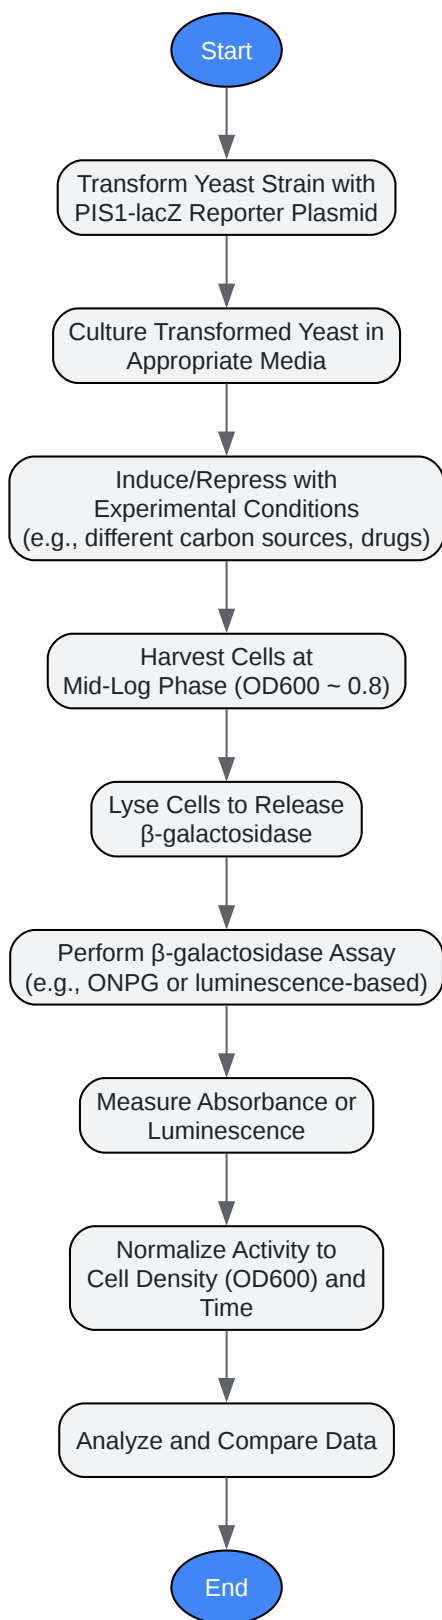 Start
Transform Yeast Strain with
PIS1-lacZ Reporter Plasmid
Culture Transformed Yeast in
Appropriate Media
Induce/Repress with
Experimental Conditions
(e.g., different carbon sources, drugs)
Harvest Cells at
Mid-Log Phase (OD600 ~ 0.8)
Lyse Cells to Release
β-galactosidase
Perform β-galactosidase Assay
(e.g., ONPG or luminescence-based)
Measure Absorbance or
Luminescence
Normalize Activity to
Cell Density (OD600) and
Time
Analyze and Compare Data
End